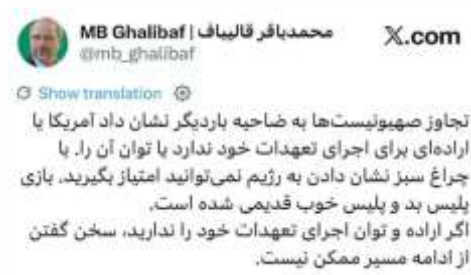 MB Ghalibaf | محمدباقر قالیباف
X.com
@mb_ghalibaf
Show translation
تجاوز صهیونیست‌ها به ضاحیه باردیگر نشان داد آمریکا یا
اراده‌ای برای اجرای تعهدات خود ندارد یا توان آن را. با
چراغ سبز نشان دادن به رژیم نمی‌توانید امتیاز بگیرید. بازی
پلیس بد و پلیس خوب قدیمی شده است.
اگر اراده و توان اجرای تعهدات خود را ندارید، سخن گفتن
از ادامه مسیر ممکن نیست.